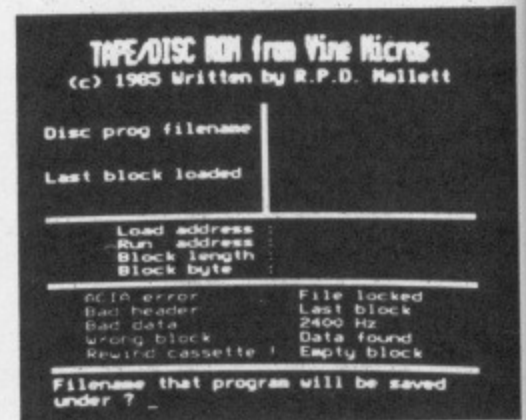 TAPE/DISC ROM from Vine Micros
(c) 1985 Written by R.P.D. Mallett
Disc prog filename
Last block loaded
Load address :
Run address :
Block length :
Block byte :
ACIA error File locked
Bad header Last block
Bad data 2400 Hz
Wrong block Data found
Rewind cassette ! Empty block
Filename that program will be saved
under ? _